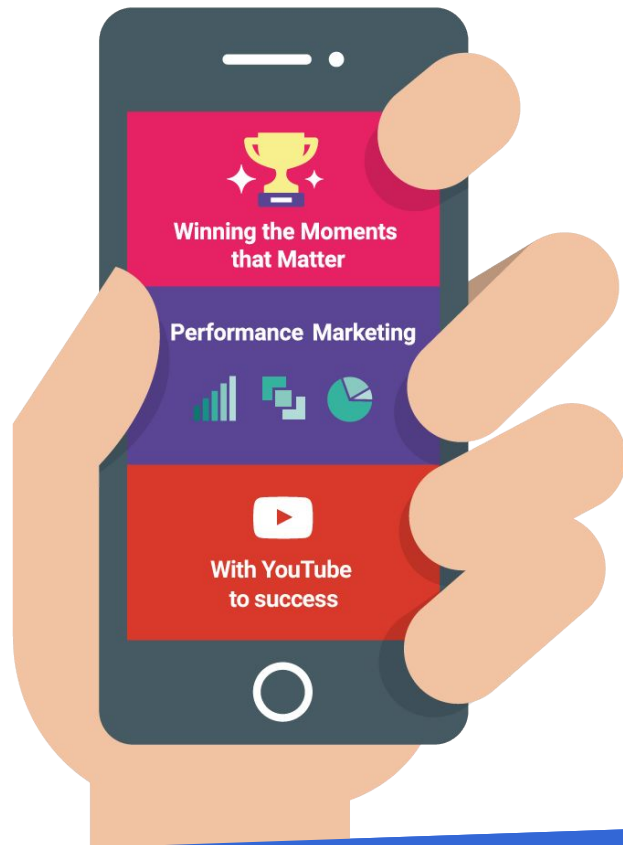 Winning the Moments
that Matter
Performance Marketing
With YouTube
to success